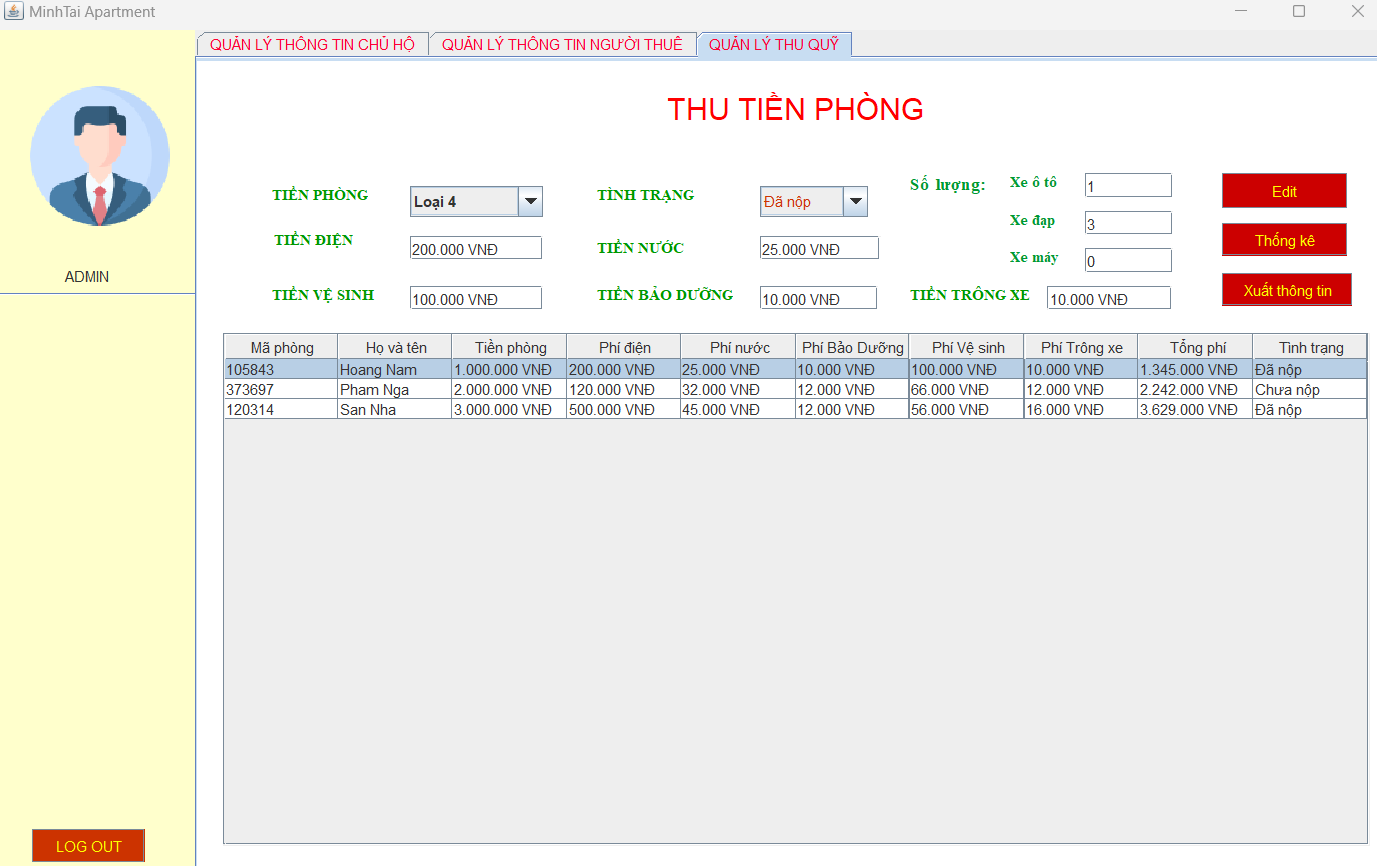 MinhTai Apartment
QUẢN LÝ THÔNG TIN CHỦ HỘ QUẢN LÝ THÔNG TIN NGƯỜI THUÊ QUẢN LÝ THU QUỸ
THU TIỀN PHÒNG
TIỀN PHÒNG Loại 4 TÌNH TRẠNG Đã nộp Số lượng: Xe ô tô 1 Edit
Xe đạp 3
TIỀN ĐIỆN 200.000 VNĐ TIỀN NƯỚC 25.000 VNĐ Thống kê
Xe máy 0
TIỀN VỆ SINH 100.000 VNĐ TIỀN BẢO DƯỠNG 10.000 VNĐ TIỀN TRÔNG XE 10.000 VNĐ Xuất thông tin
ADMIN
Mã phòng Họ và tên Tiền phòng Phí điện Phí nước Phí Bảo Dưỡng Phí Vệ sinh Phí Trông xe Tổng phí Tình trạng
105843 Hoang Nam 1.000.000 VNĐ 200.000 VNĐ 25.000 VNĐ 10.000 VNĐ 100.000 VNĐ 10.000 VNĐ 1.345.000 VNĐ Đã nộp
373697 Pham Nga 2.000.000 VNĐ 120.000 VNĐ 32.000 VNĐ 12.000 VNĐ 66.000 VNĐ 12.000 VNĐ 2.242.000 VNĐ Chưa nộp
120314 San Nha 3.000.000 VNĐ 500.000 VNĐ 45.000 VNĐ 12.000 VNĐ 56.000 VNĐ 16.000 VNĐ 3.629.000 VNĐ Đã nộp
LOG OUT